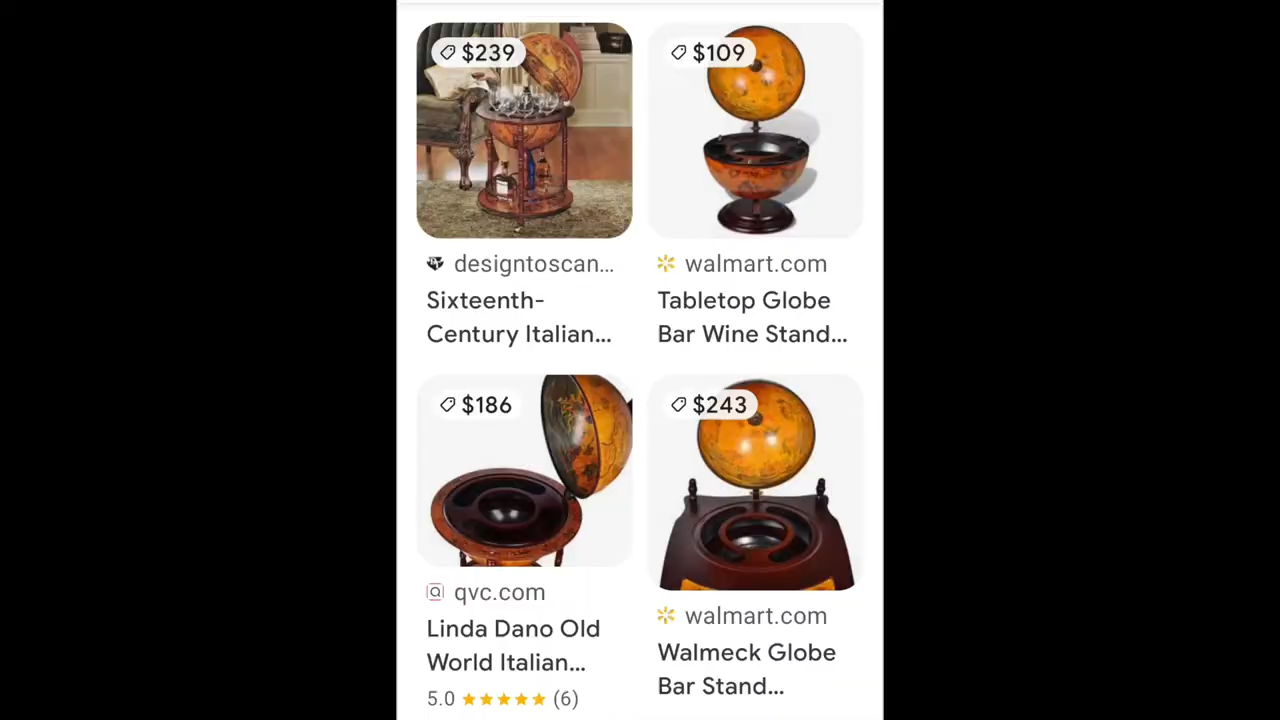 $239
$109
designtoscan...
walmart.com
Sixteenth-
Century Italian...
Tabletop Globe
Bar Wine Stand...
$186
$243
qvc.com
walmart.com
Linda Dano Old
World Italian...
5.0 ★★★★★ (6)
Walmeck Globe
Bar Stand...